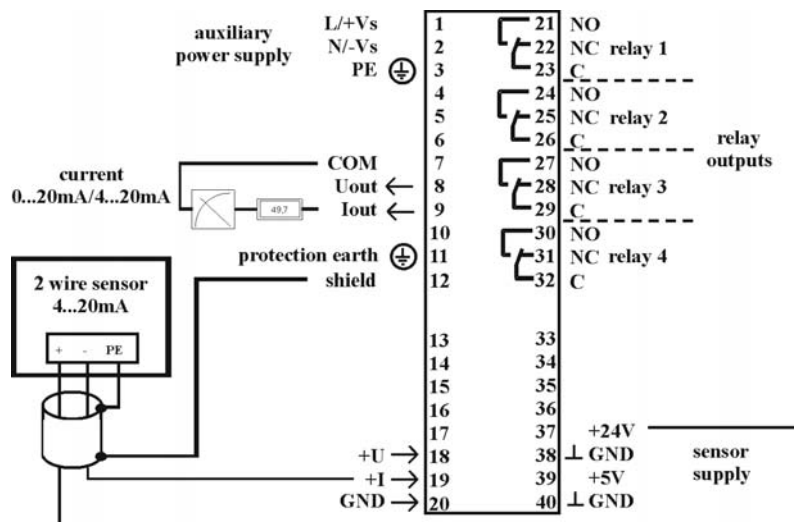 auxiliary
power supply
L/+Vs 1 21 NO
N/-Vs 2 22 NC relay 1
PE 3 23 C
4 24 NO
5 25 NC relay 2
6 26 C
relay
outputs
current
0...20mA/4...20mA
49,7
COM 7 27 NO
Uout 8 28 NC relay 3
Iout 9 29 C
10 30 NO
protection earth 11 31 NC relay 4
shield 12 32 C
2 wire sensor
4...20mA
+ - PE
13 33
14 34
15 35
16 36
17 37 +24V
+U 18 38 GND
+I 19 39 +5V
GND 20 40 GND
sensor
supply